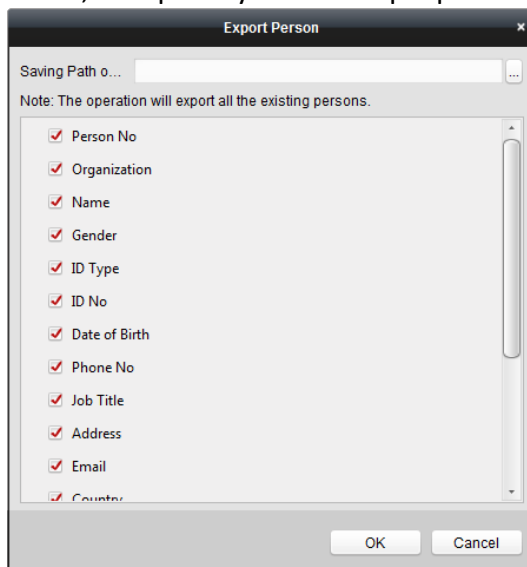 Export Person
×
Saving Path o...
...
Note: The operation will export all the existing persons.
Person No
Organization
Name
Gender
ID Type
ID No
Date of Birth
Phone No
Job Title
Address
Email
Country
OK Cancel